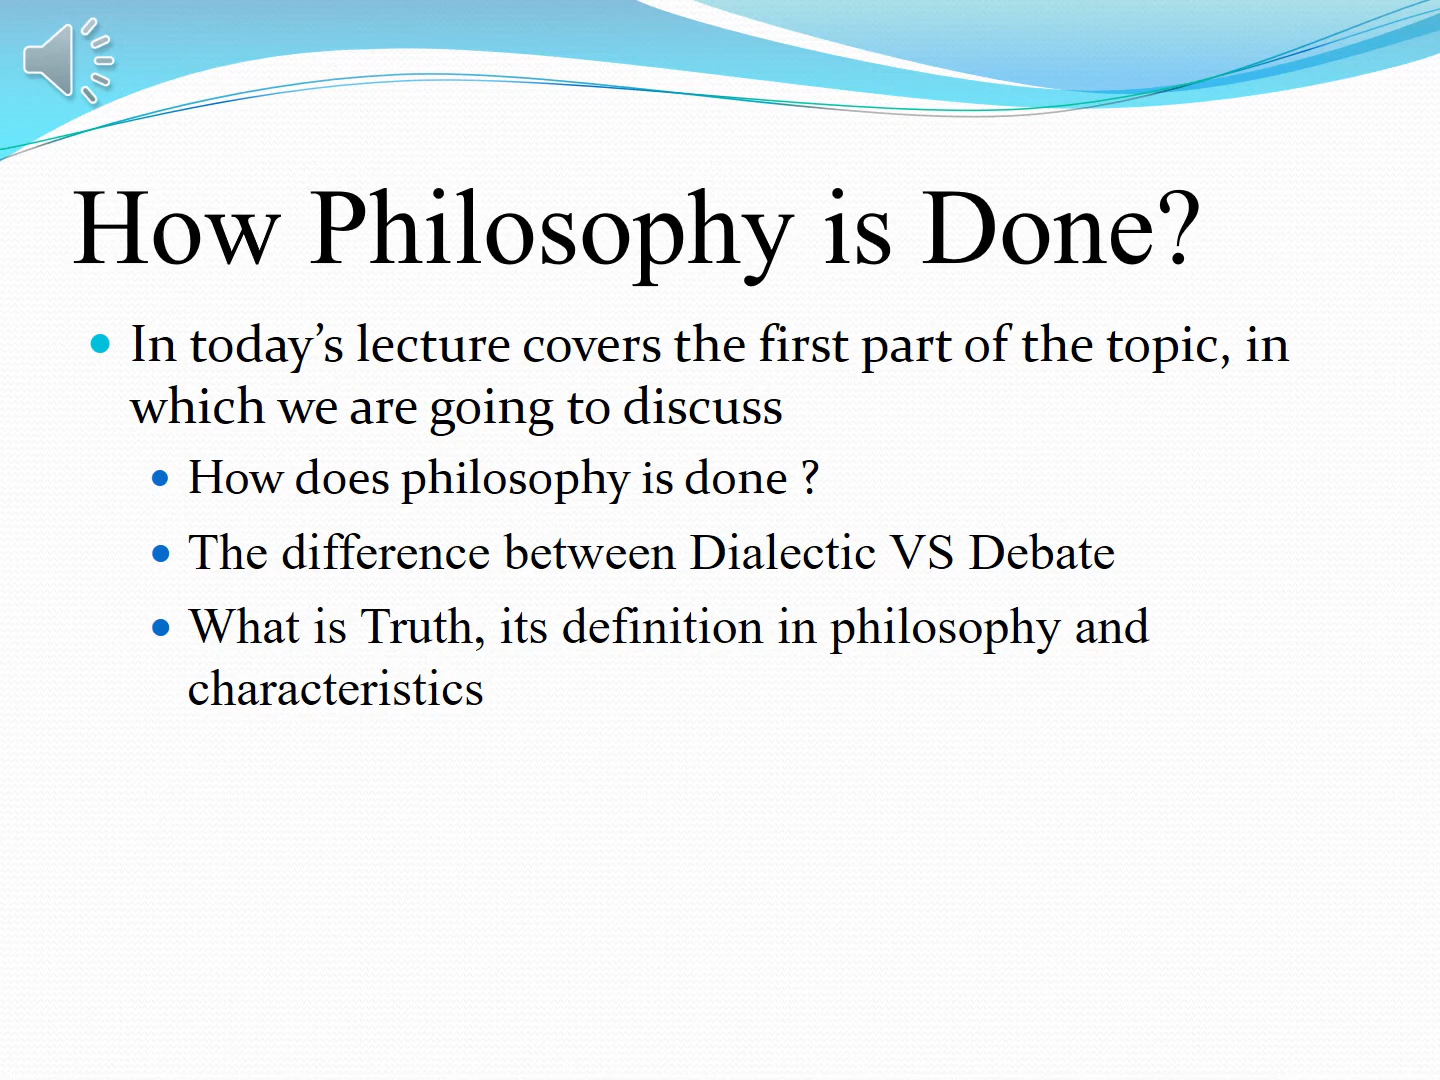 How Philosophy is Done?
In today’s lecture covers the first part of the topic, in
which we are going to discuss
How does philosophy is done ?
The difference between Dialectic VS Debate
What is Truth, its definition in philosophy and
characteristics